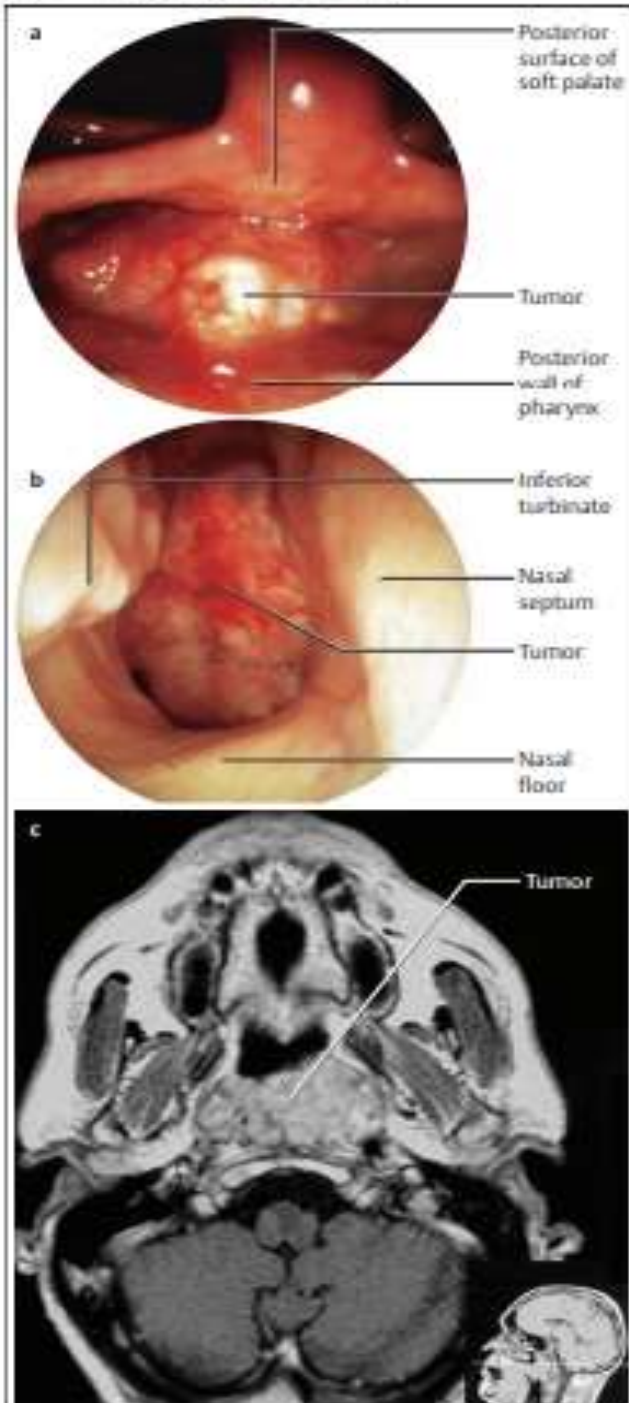 a
Posterior
surface of
soft palate
Tumor
Posterior
wall of
pharynx
b
Inferior
turbinate
Nasal
septum
Tumor
Nasal
floor
c
Tumor